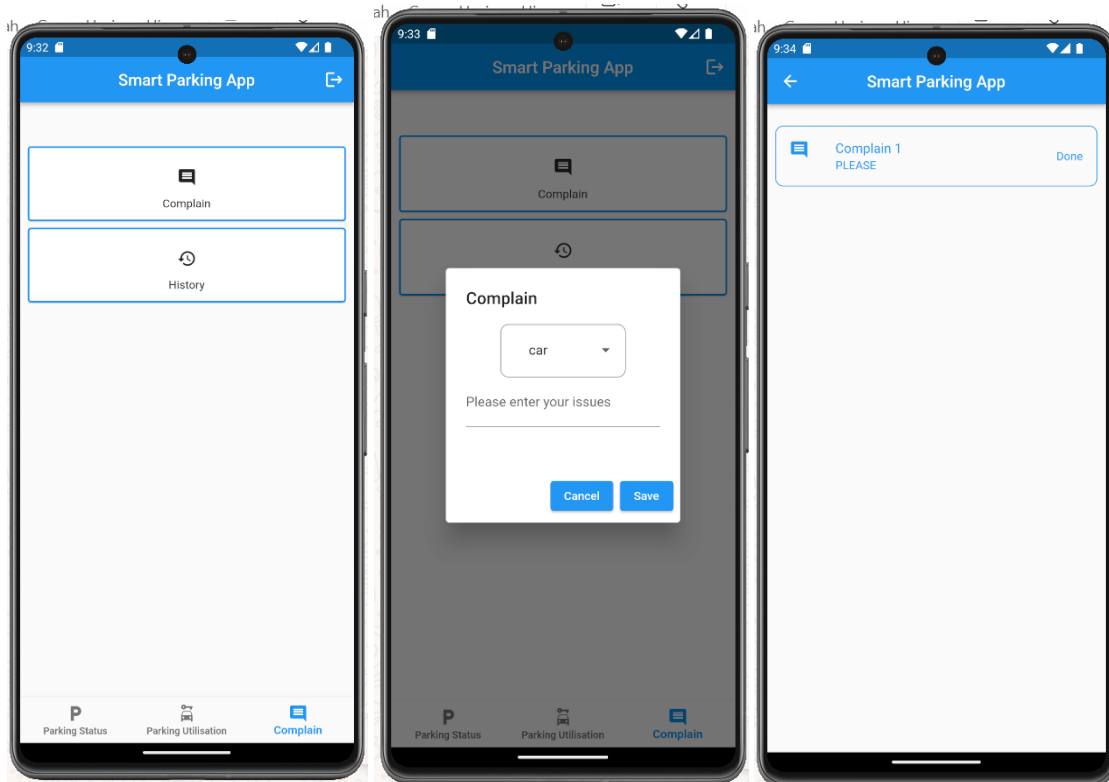 9:32
Smart Parking App
Complain
History
P
Parking Status
Parking Utilisation
Complain
9:33
Smart Parking App
Complain
Complain
car
Please enter your issues
Cancel
Save
P
Parking Status
Parking Utilisation
Complain
9:34
Smart Parking App
Complain 1
PLEASE
Done